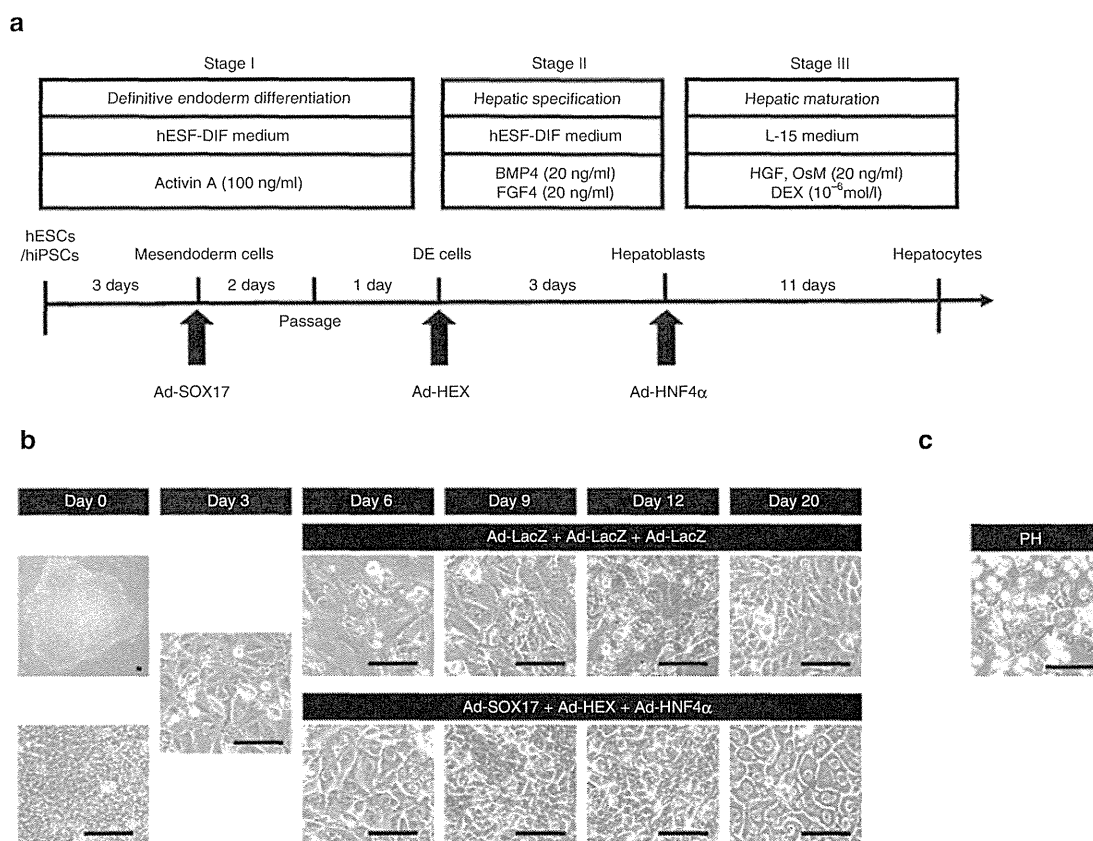 a
Stage I
Stage II
Stage III
Definitive endoderm differentiation
Hepatic specification
Hepatic maturation
hESF-DIF medium
hESF-DIF medium
L-15 medium
Activin A (100 ng/ml)
BMP4 (20 ng/ml)
FGF4 (20 ng/ml)
HGF, OsM (20 ng/ml)
DEX (10⁻⁶mol/l)
hESCs
/hiPSCs
Mesendoderm cells
DE cells
Hepatoblasts
Hepatocytes
3 days
2 days
1 day
3 days
11 days
Passage
Ad-SOX17
Ad-HEX
Ad-HNF4α
b
c
Day 0
Day 3
Day 6
Day 9
Day 12
Day 20
Ad-LacZ + Ad-LacZ + Ad-LacZ
PH
Ad-SOX17 + Ad-HEX + Ad-HNF4α